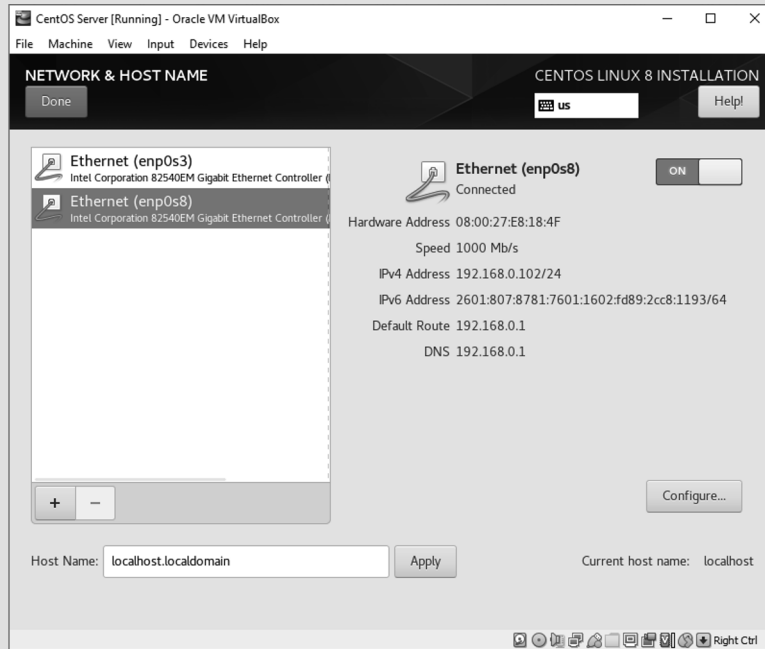 CentOS Server [Running] - Oracle VM VirtualBox
File Machine View Input Devices Help
NETWORK & HOST NAME
CENTOS LINUX 8 INSTALLATION
Done
us
Help!
Ethernet (enp0s3)
Intel Corporation 82540EM Gigabit Ethernet Controller (
Ethernet (enp0s8)
Intel Corporation 82540EM Gigabit Ethernet Controller (
Ethernet (enp0s8)
Connected
ON
Hardware Address 08:00:27:E8:18:4F
Speed 1000 Mb/s
IPv4 Address 192.168.0.102/24
IPv6 Address 2601:807:8781:7601:1602:fd89:2cc8:1193/64
Default Route 192.168.0.1
DNS 192.168.0.1
+ −
Configure...
Host Name: localhost.localdomain Apply Current host name: localhost
Right Ctrl